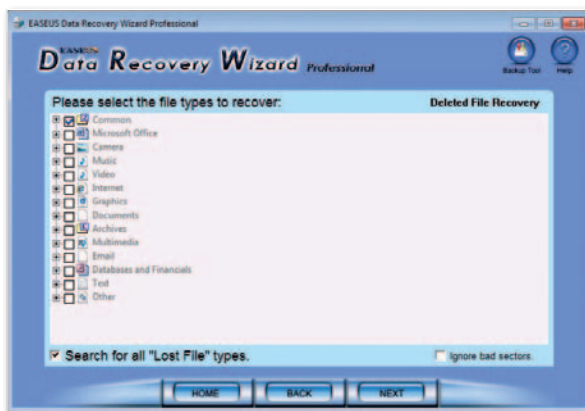 EASEUS Data Recovery Wizard Professional
EASEUS
Data Recovery Wizard Professional
Backup Tool
Help
Please select the file types to recover:
Deleted File Recovery
Common
Microsoft Office
Camera
Music
Video
Internet
Graphics
Documents
Archives
Multimedia
Email
Databases and Financials
Text
Other
Search for all "Lost File" types.
Ignore bad sectors.
HOME
BACK
NEXT